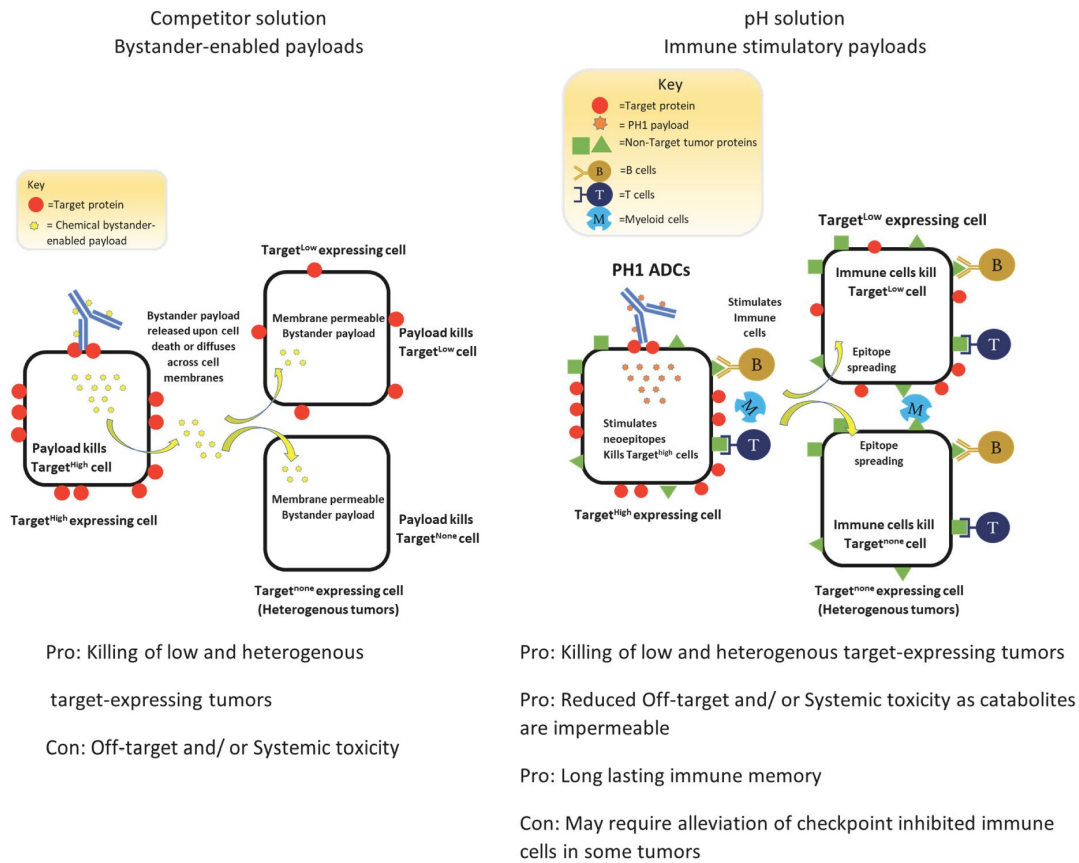 Competitor solution
Bystander-enabled payloads
Key
=Target protein
= Chemical bystander-
enabled payload
Target^Low expressing cell
Bystander payload
released upon cell
death or diffuses
across cell
membranes
Membrane permeable
Bystander payload
Payload kills
Target^Low cell
Payload kills
Target^High cell
Target^High expressing cell
Membrane permeable
Bystander payload
Payload kills
Target^None cell
Target^none expressing cell
(Heterogenous tumors)
Pro: Killing of low and heterogenous
target-expressing tumors
Con: Off-target and/ or Systemic toxicity
pH solution
Immune stimulatory payloads
Key
=Target protein
= PH1 payload
=Non-Target tumor proteins
B
=B cells
T
=T cells
M
=Myeloid cells
PH1 ADCs
Stimulates
Immune
cells
Stimulates
neoepitopes
Kills Target^high cells
B
M
T
Target^High expressing cell
Target^Low expressing cell
Immune cells kill
Target^Low cell
Epitope
spreading
B
T
M
Epitope
spreading
Immune cells kill
Target^none cell
B
T
Target^none expressing cell
(Heterogenous tumors)
Pro: Killing of low and heterogenous target-expressing tumors
Pro: Reduced Off-target and/ or Systemic toxicity as catabolites
are impermeable
Pro: Long lasting immune memory
Con: May require alleviation of checkpoint inhibited immune
cells in some tumors